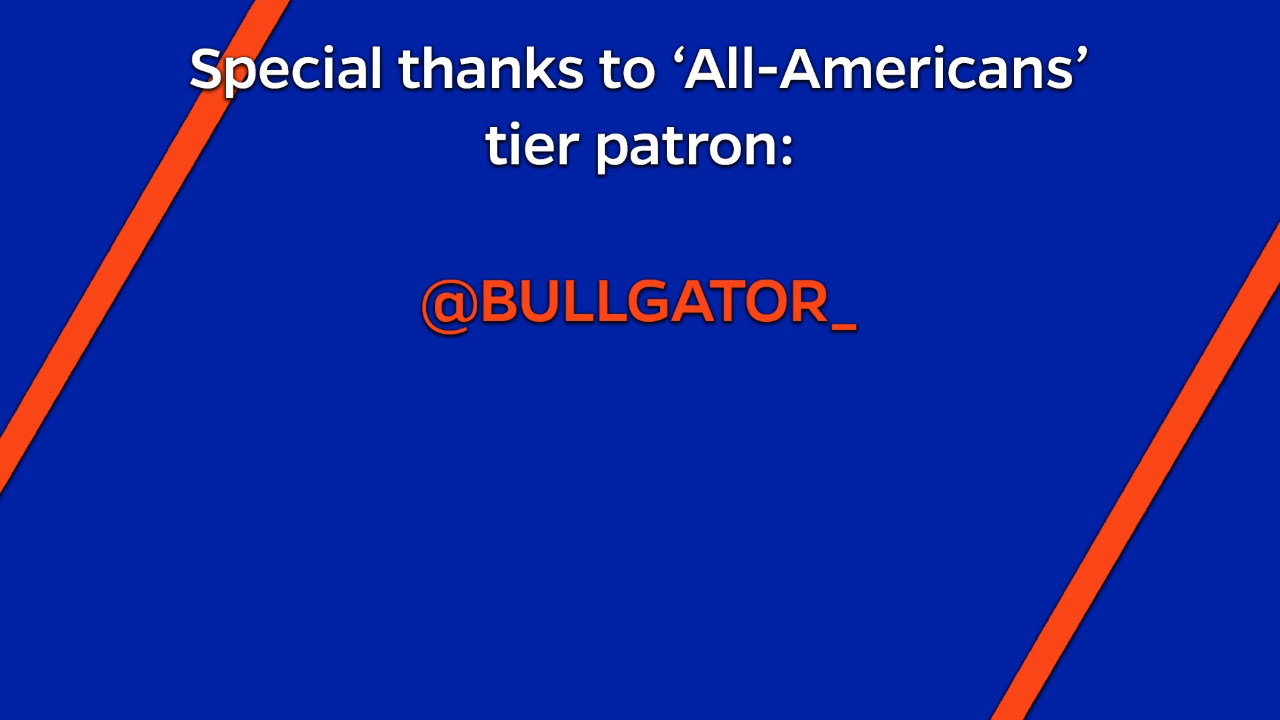 Special thanks to ‘All-Americans’
tier patron:
@BULLGATOR_